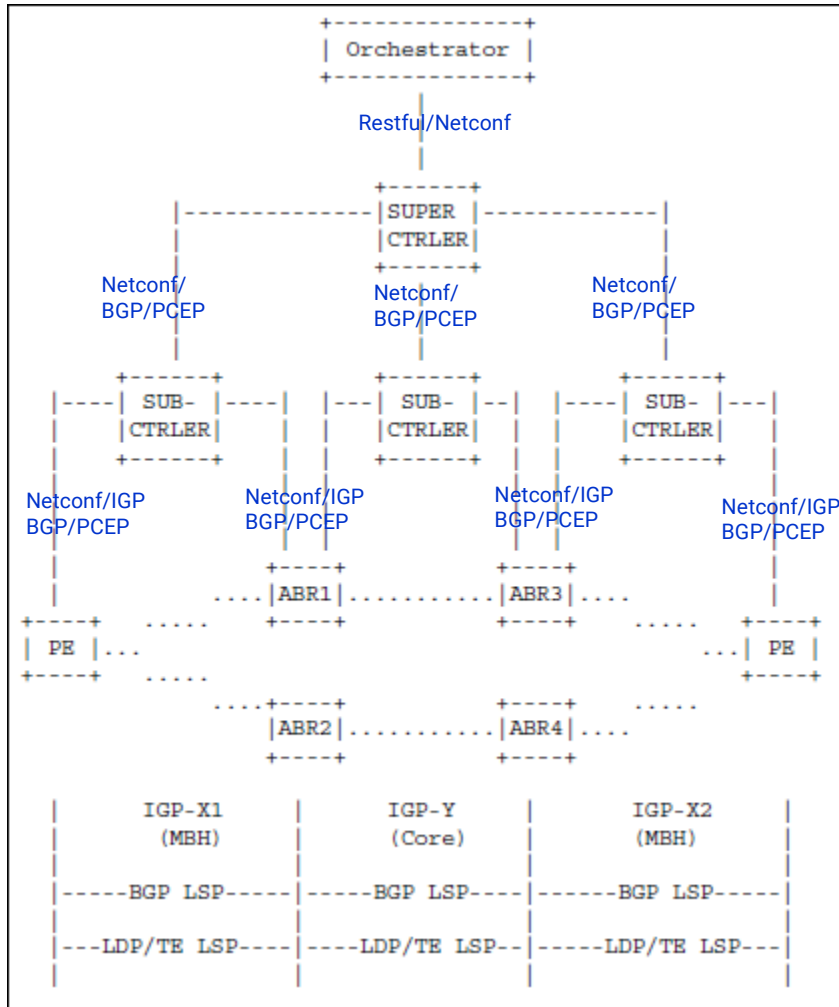 +--------------+
| Orchestrator |
+--------------+
|
Restful/Netconf
|
+------+
|--------------|SUPER |-------------|
| |CTRLER| |
| +------+ |
Netconf/ Netconf/ Netconf/
BGP/PCEP BGP/PCEP BGP/PCEP
| | |
+------+ +------+ +------+
|----| SUB- |----| |---| SUB- |--| |----| SUB- |---|
| |CTRLER| | | |CTRLER| | | |CTRLER| |
| +------+ | | +------+ | | +------+ |
Netconf/IGP Netconf/IGP Netconf/IGP Netconf/IGP
BGP/PCEP BGP/PCEP BGP/PCEP BGP/PCEP
| +----+ +----+ |
| ....|ABR1|...........|ABR3|.... |
+----+ ..... +----+ +----+ ..... +----+
| PE |... ...| PE |
+----+ ..... ..... +----+
....+----+ +----+
|ABR2|...........|ABR4|....
+----+ +----+
| IGP-X1 | IGP-Y | IGP-X2 |
| (MBH) | (Core) | (MBH) |
| | | |
|-----BGP LSP-----|----BGP LSP----|------BGP LSP-----|
| | | |
|---LDP/TE LSP----|----LDP/TE LSP--|-----LDP/TE LSP---|
| | | |